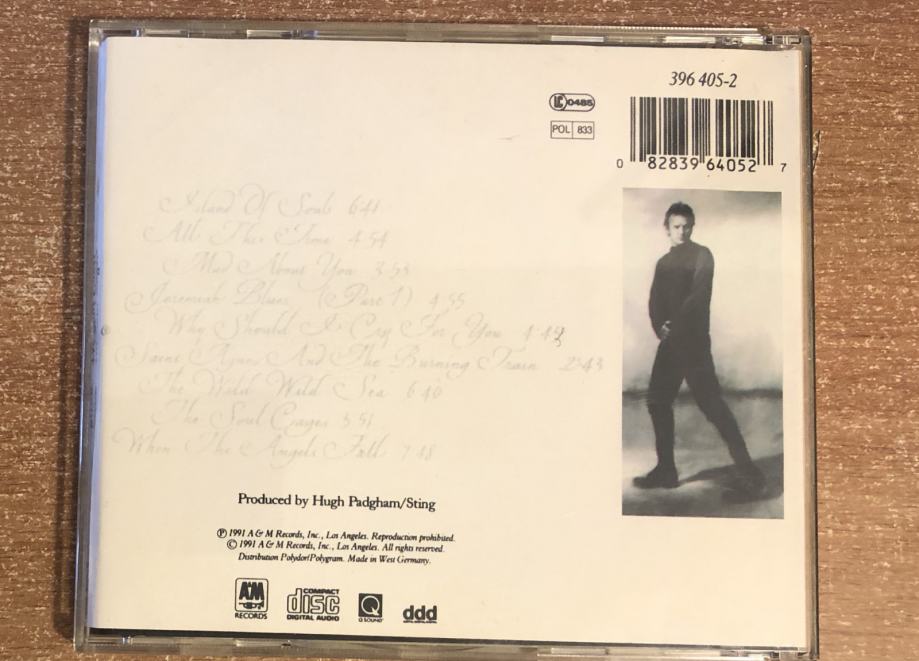 396 405-2
LC 0485
POL 833
0 82839 64052 7
Island Of Souls 6:41
All This Time 4:54
Mad About You 3:53
Jeremiah Blues (Part 1) 4:55
Why Should I Cry For You 4:42
Saint Agnes And The Burning Train 2:43
The Wild Wild Sea 6:40
The Soul Cages 5:51
When The Angels Fall 7:48
Produced by Hugh Padgham/Sting
℗ 1991 A & M Records, Inc., Los Angeles. Reproduction prohibited.
© 1991 A & M Records, Inc., Los Angeles. All rights reserved.
Distribution Polydor/Polygram. Made in West Germany.
A&M RECORDS
COMPACT disc DIGITAL AUDIO
Q SOUND
ddd